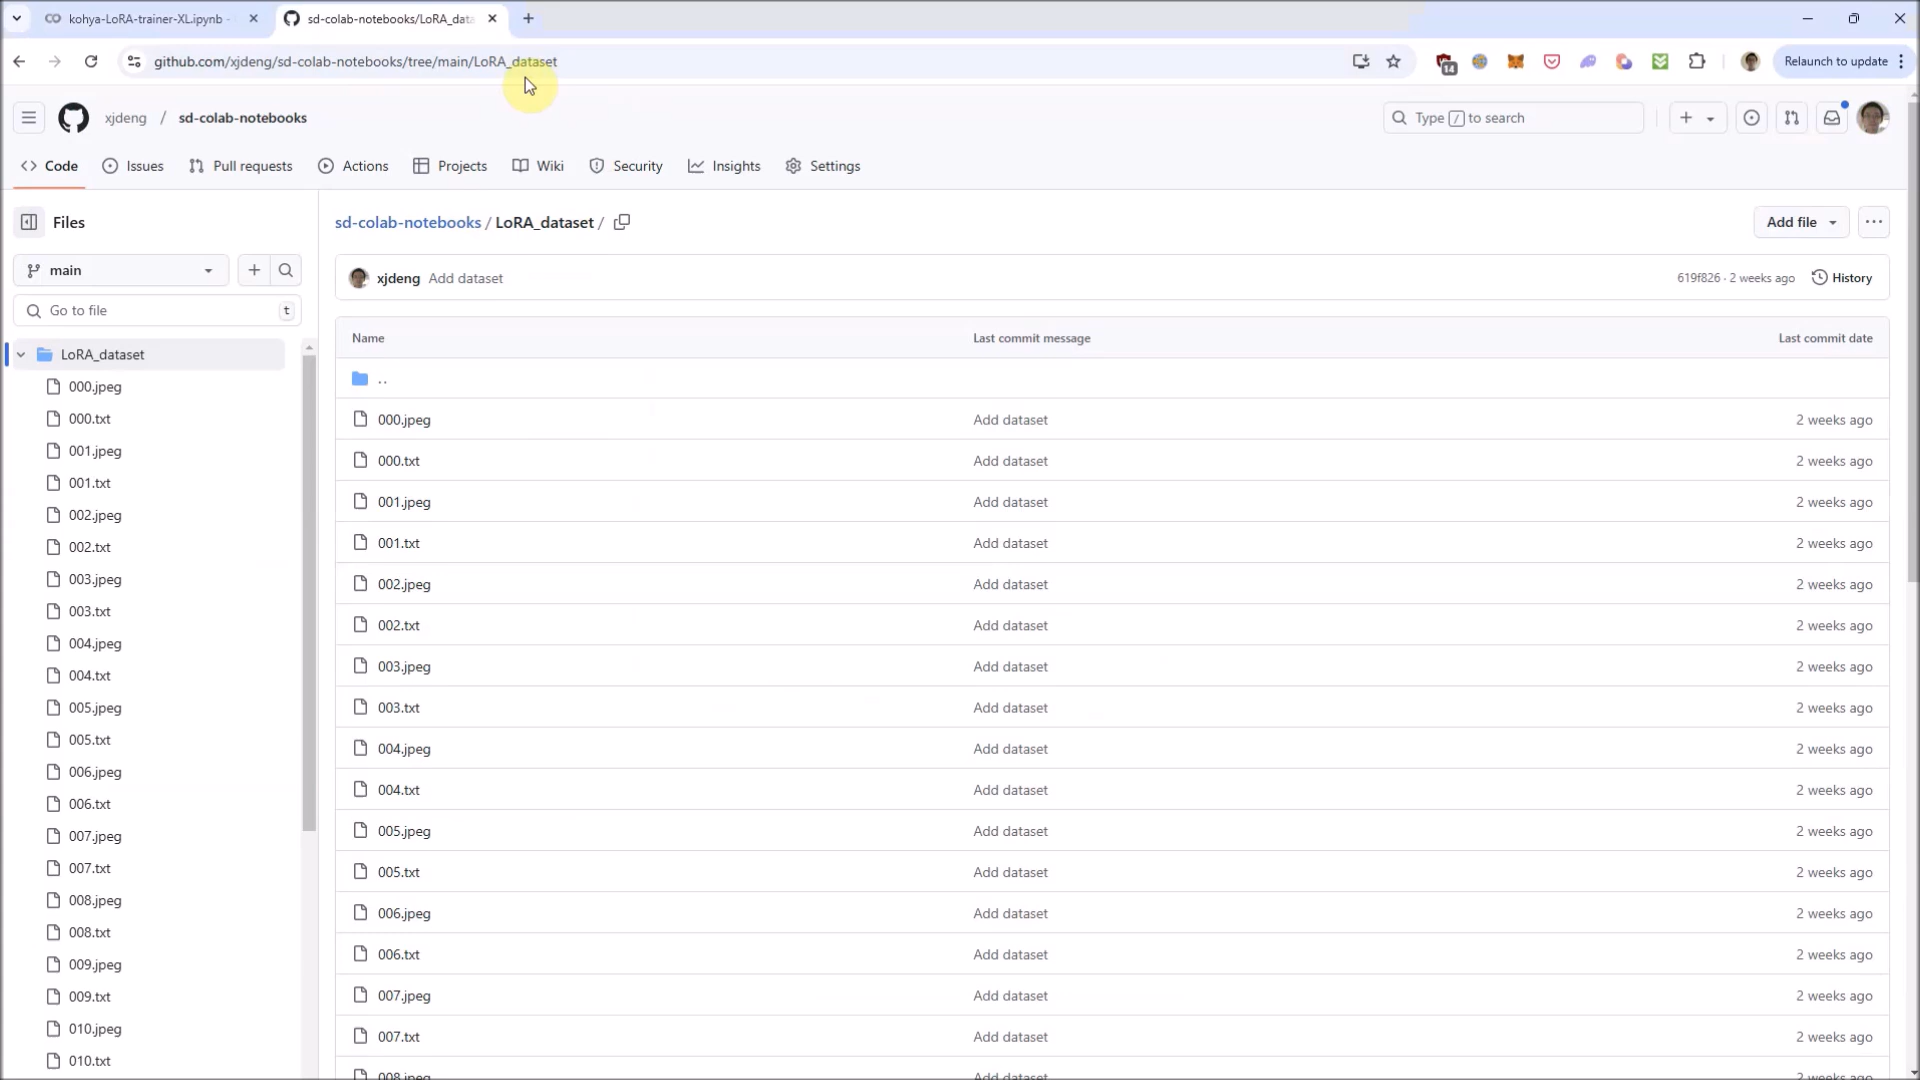 kohya-LoRA-trainer-XL.ipynb -
sd-colab-notebooks/LoRA_data
github.com/xjdeng/sd-colab-notebooks/tree/main/LoRA_dataset
14
Relaunch to update
xjdeng / sd-colab-notebooks
Type / to search
Code
Issues
Pull requests
Actions
Projects
Wiki
Security
Insights
Settings
Files
main
Go to file
t
LoRA_dataset
000.jpeg
000.txt
001.jpeg
001.txt
002.jpeg
002.txt
003.jpeg
003.txt
004.jpeg
004.txt
005.jpeg
005.txt
006.jpeg
006.txt
007.jpeg
007.txt
008.jpeg
008.txt
009.jpeg
009.txt
010.jpeg
010.txt
sd-colab-notebooks / LoRA_dataset /
Add file
xjdeng Add dataset
619f826 · 2 weeks ago
History
Name Last commit message Last commit date
..
000.jpeg Add dataset 2 weeks ago
000.txt Add dataset 2 weeks ago
001.jpeg Add dataset 2 weeks ago
001.txt Add dataset 2 weeks ago
002.jpeg Add dataset 2 weeks ago
002.txt Add dataset 2 weeks ago
003.jpeg Add dataset 2 weeks ago
003.txt Add dataset 2 weeks ago
004.jpeg Add dataset 2 weeks ago
004.txt Add dataset 2 weeks ago
005.jpeg Add dataset 2 weeks ago
005.txt Add dataset 2 weeks ago
006.jpeg Add dataset 2 weeks ago
006.txt Add dataset 2 weeks ago
007.jpeg Add dataset 2 weeks ago
007.txt Add dataset 2 weeks ago
008.jpeg Add dataset 2 weeks ago